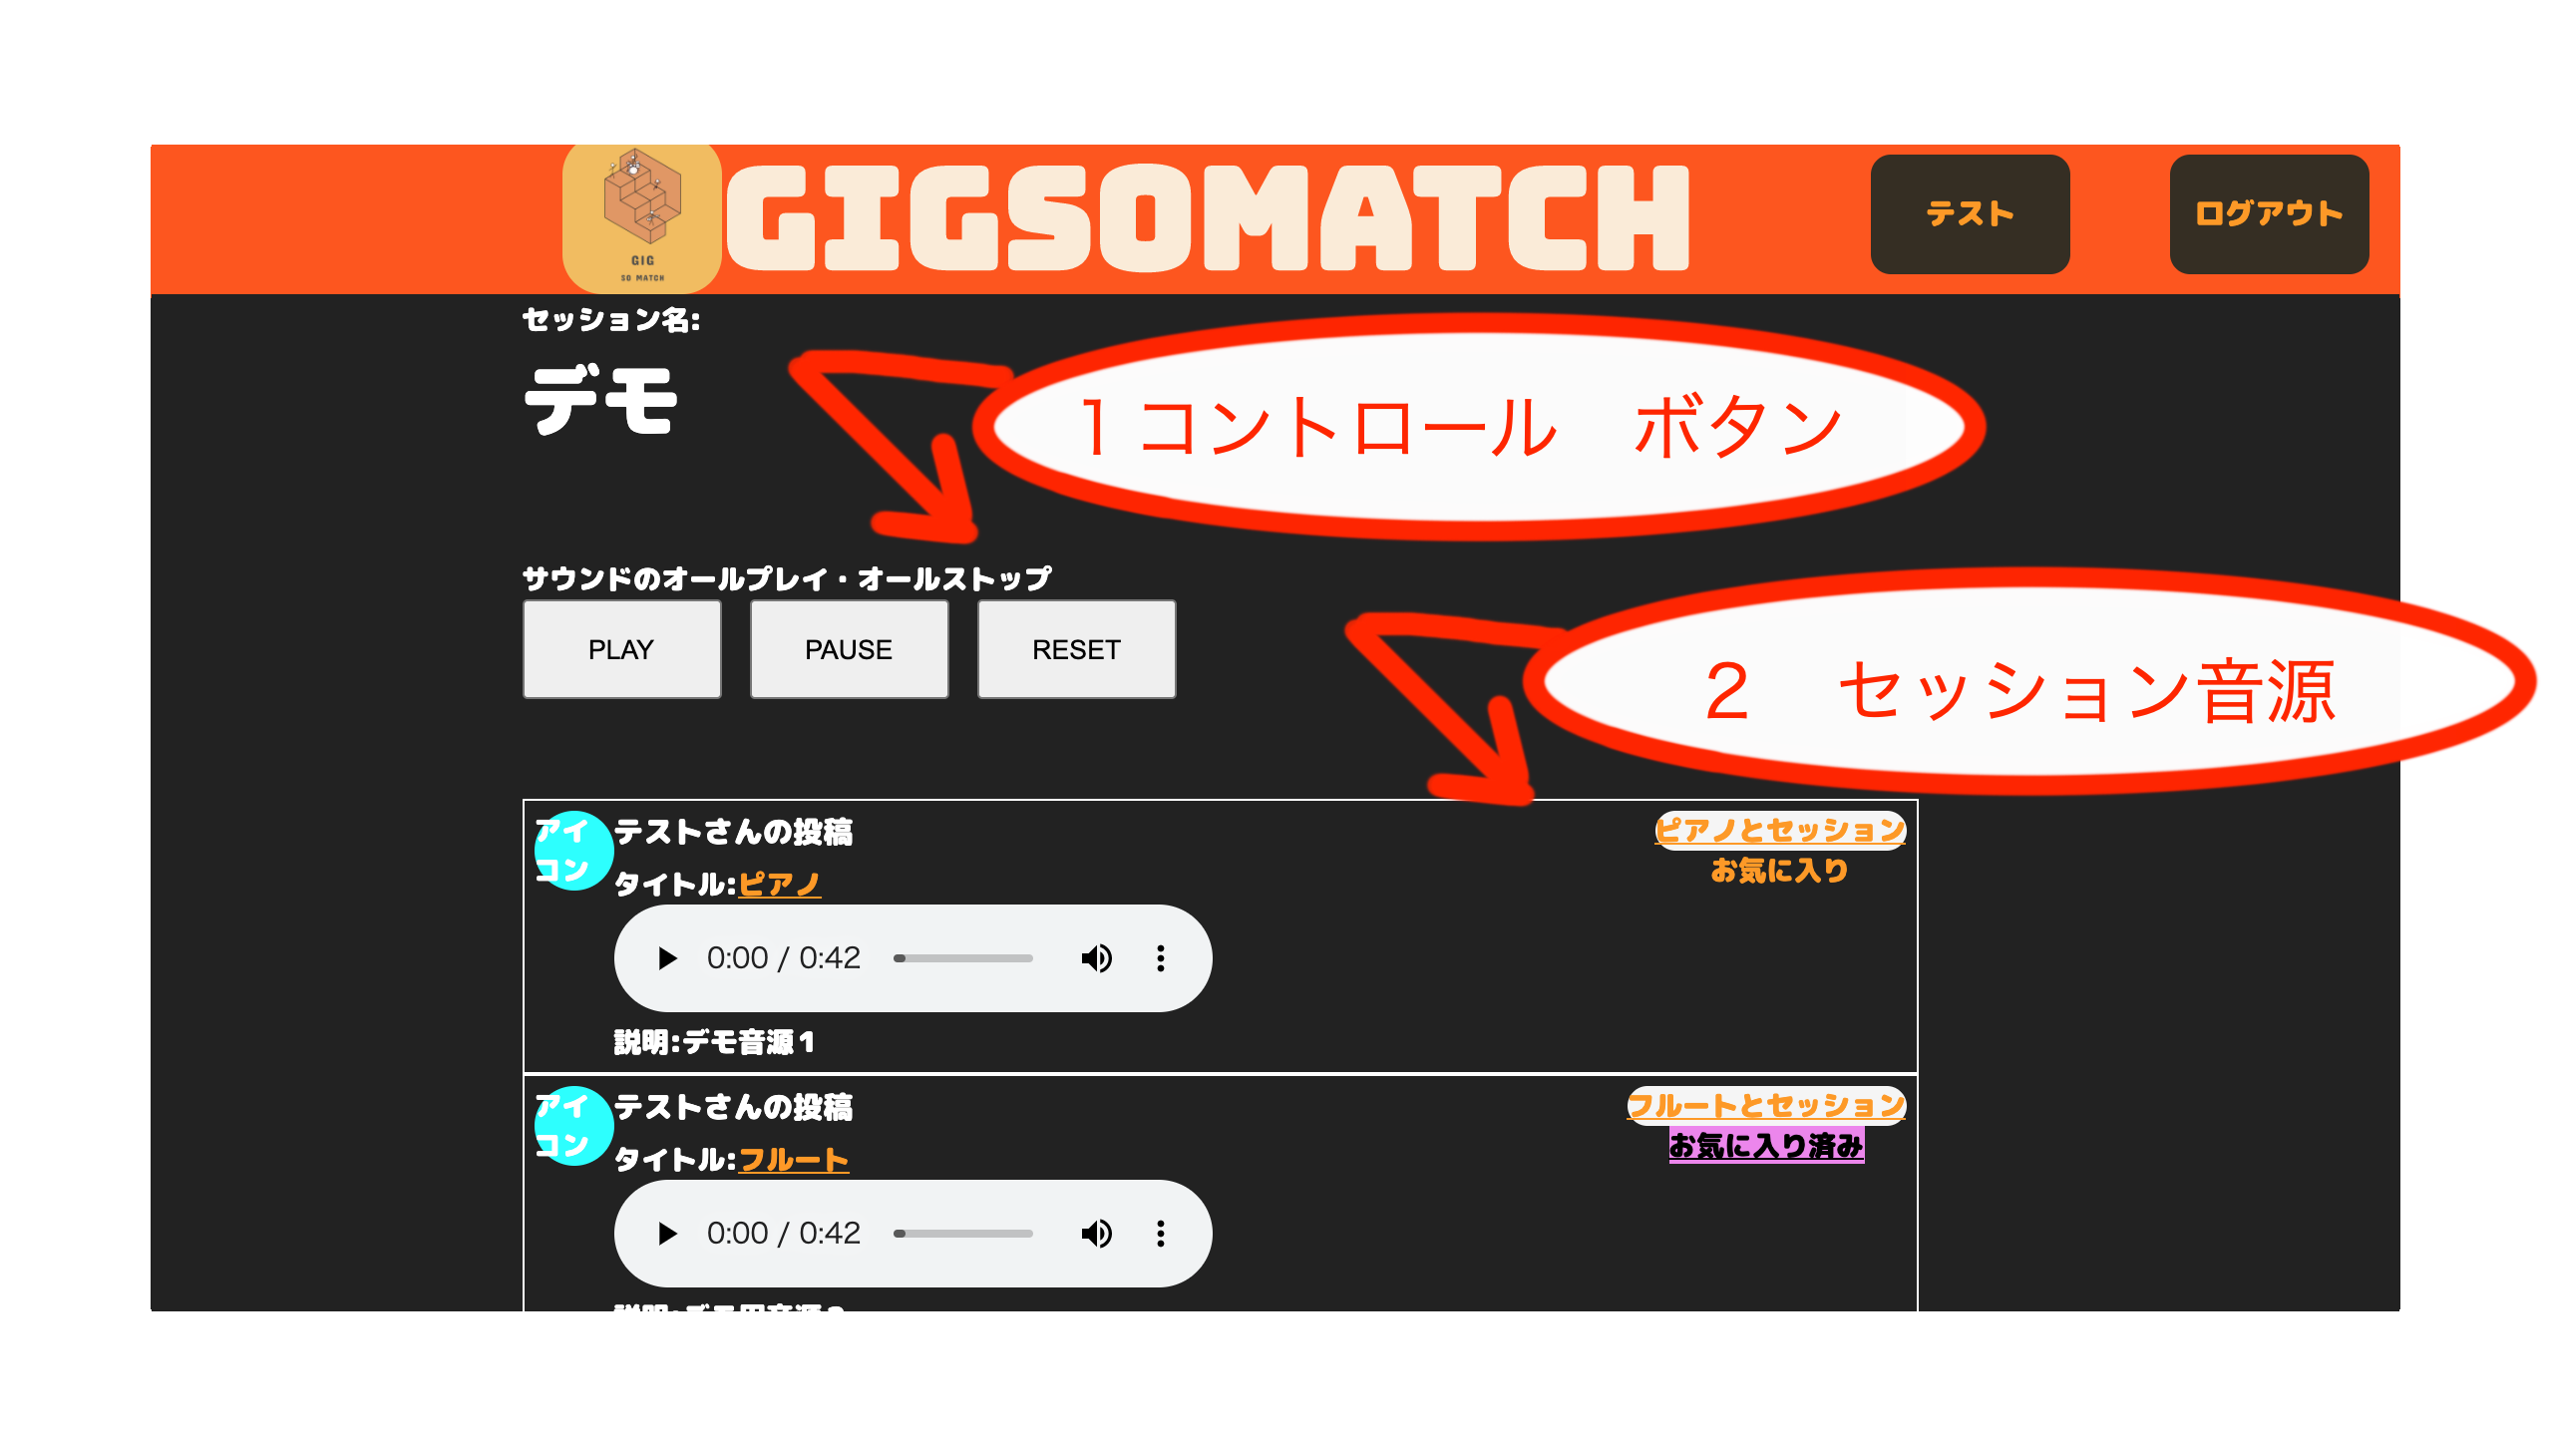 GIG
SO MATCH
GIGSOMATCH
テスト
ログアウト
セッション名:
デモ
1コントロール　ボタン
サウンドのオールプレイ・オールストップ
PLAY
PAUSE
RESET
2　セッション音源
アイ
コン
テストさんの投稿
タイトル:ピアノ
ピアノとセッション
お気に入り
0:00 / 0:42
説明:デモ音源1
アイ
コン
テストさんの投稿
タイトル:フルート
フルートとセッション
お気に入り済み
0:00 / 0:42